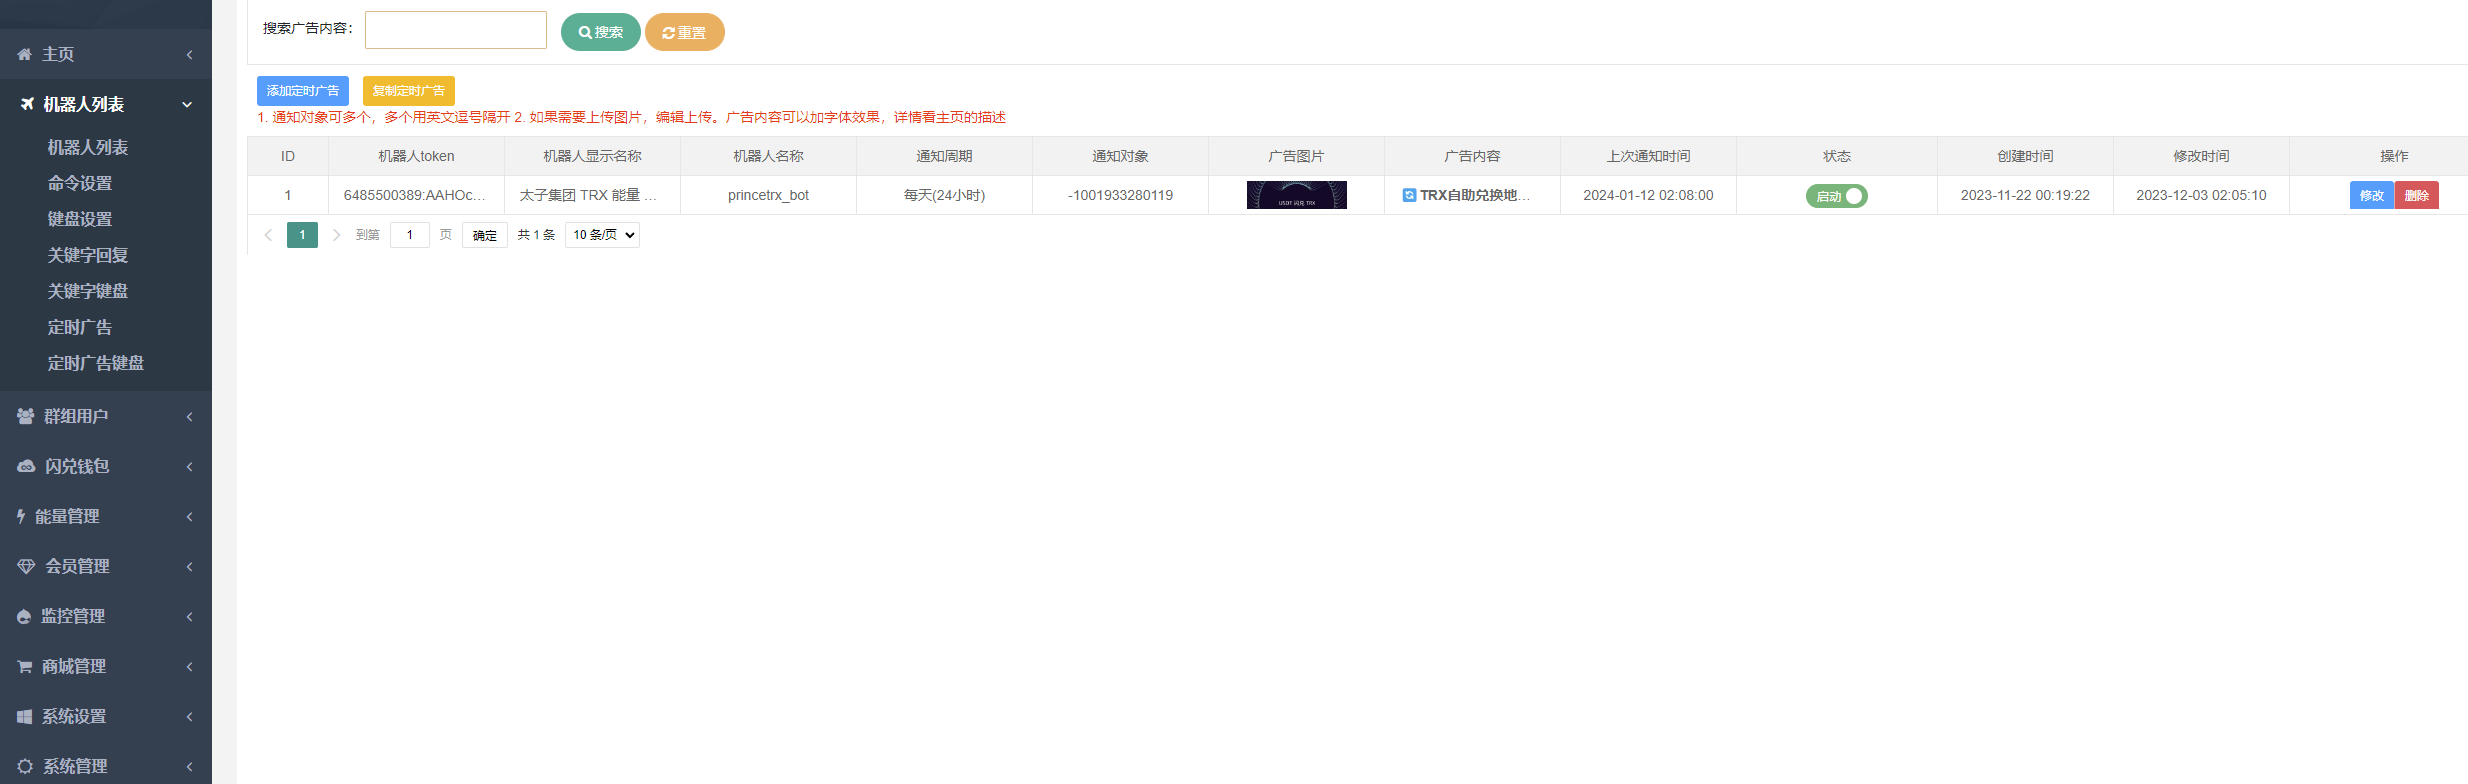 主页
机器人列表
机器人列表
命令设置
键盘设置
关键字回复
关键字键盘
定时广告
定时广告键盘
群组用户
闪兑钱包
能量管理
会员管理
监控管理
商城管理
系统设置
系统管理
搜索广告内容： 搜索 重置
添加定时广告 复制定时广告
1. 通知对象可多个，多个用英文逗号隔开 2. 如果需要上传图片，编辑上传。广告内容可以加字体效果，详情看主页的描述
ID 机器人token 机器人显示名称 机器人名称 通知周期 通知对象 广告图片 广告内容 上次通知时间 状态 创建时间 修改时间 操作
1 6485500389:AAHOc... 太子集团 TRX 能量 ... princetrx_bot 每天(24小时) -1001933280119 USDT 闪兑 TRX TRX自助兑换地... 2024-01-12 02:08:00 启动 2023-11-22 00:19:22 2023-12-03 02:05:10 修改 删除
1 到第 1 页 确定 共 1 条 10 条/页